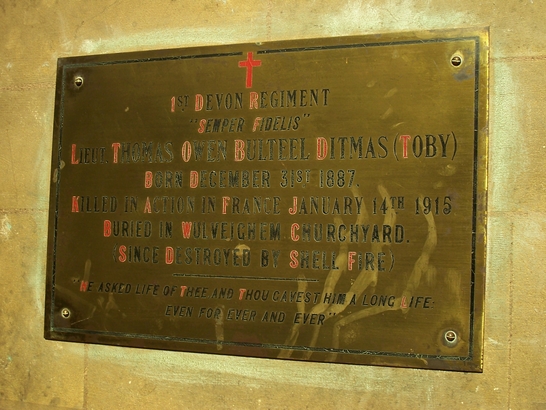 1ST DEVON REGIMENT
"SEMPER FIDELIS"
LIEUT. THOMAS OWEN BULTEEL DITMAS (TOBY)
BORN DECEMBER 31ST 1887.
KILLED IN ACTION IN FRANCE JANUARY 14TH 1915
BURIED IN WOLVEIGHEM CHURCHYARD.
(SINCE DESTROYED BY SHELL FIRE)
"HE ASKED LIFE OF THEE AND THOU GAVEST HIM A LONG LIFE-
EVEN FOR EVER AND EVER"